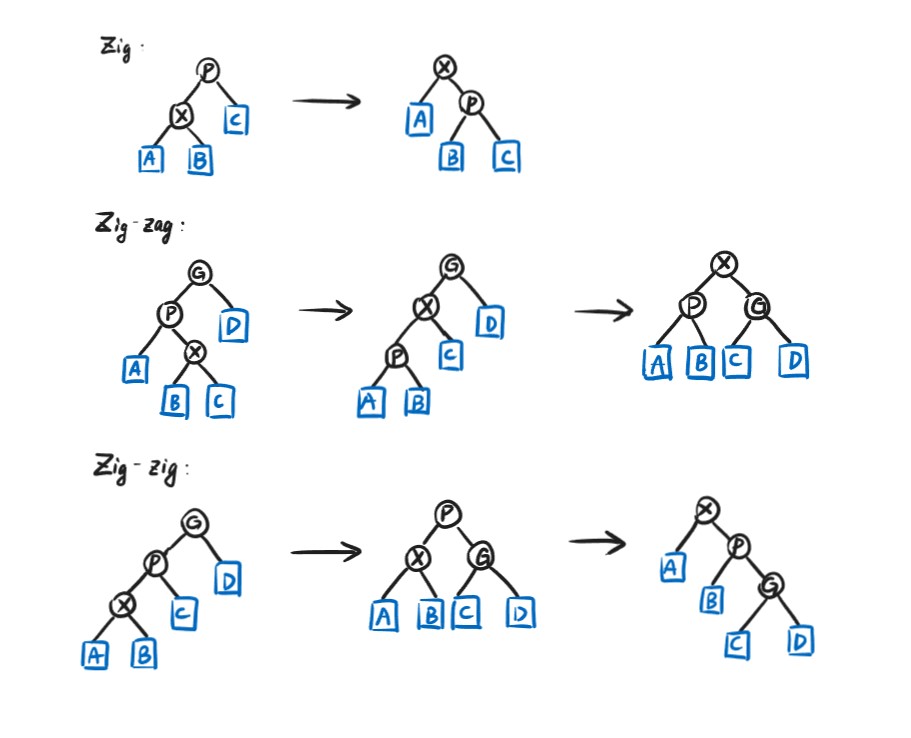 Zig:
P
X C
A B
X
A P
B C
Zig-zag:
G
P D
A X
B C
G
X D
P C
A B
X
P G
A B C D
Zig-zig:
G
P D
X C
A B
P
X G
A B C D
X
A P
B G
C D